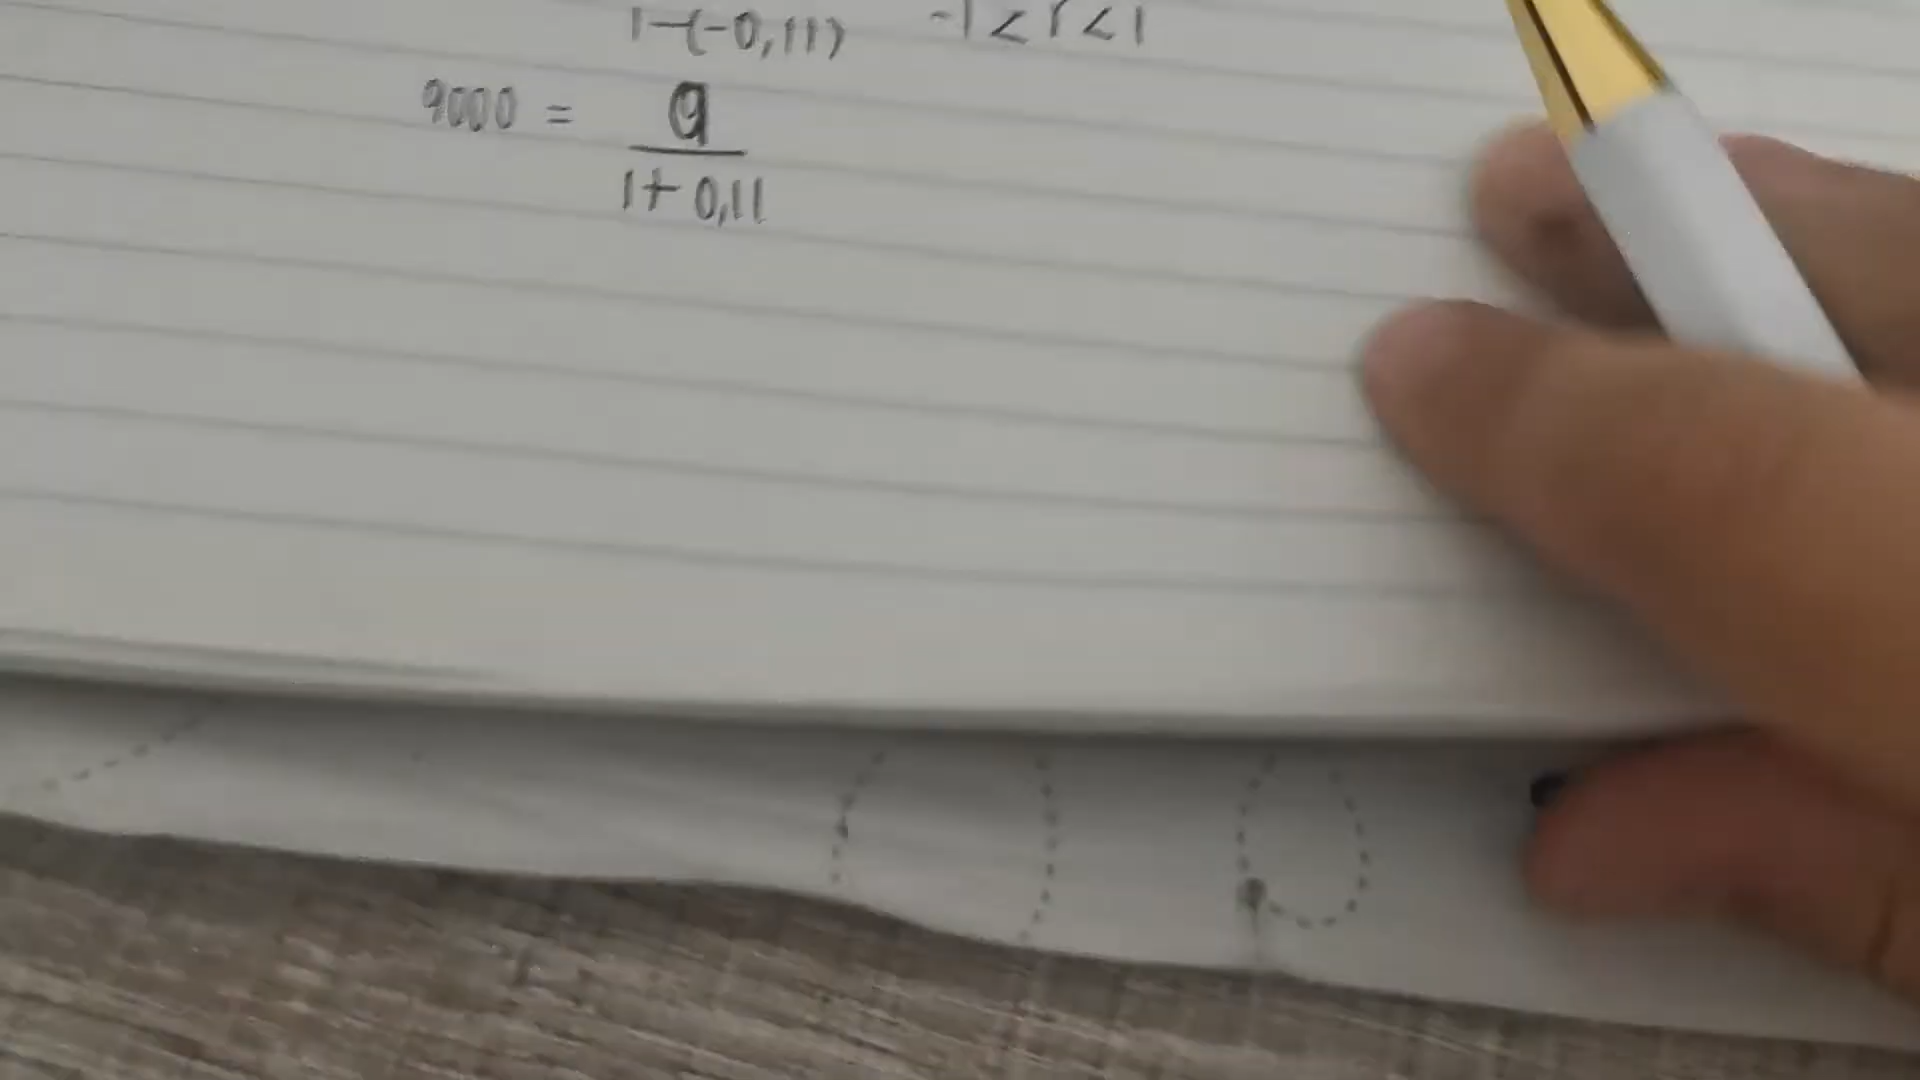 1-(-0,11) -1 < r < 1
9000 = a
1+ 0,11